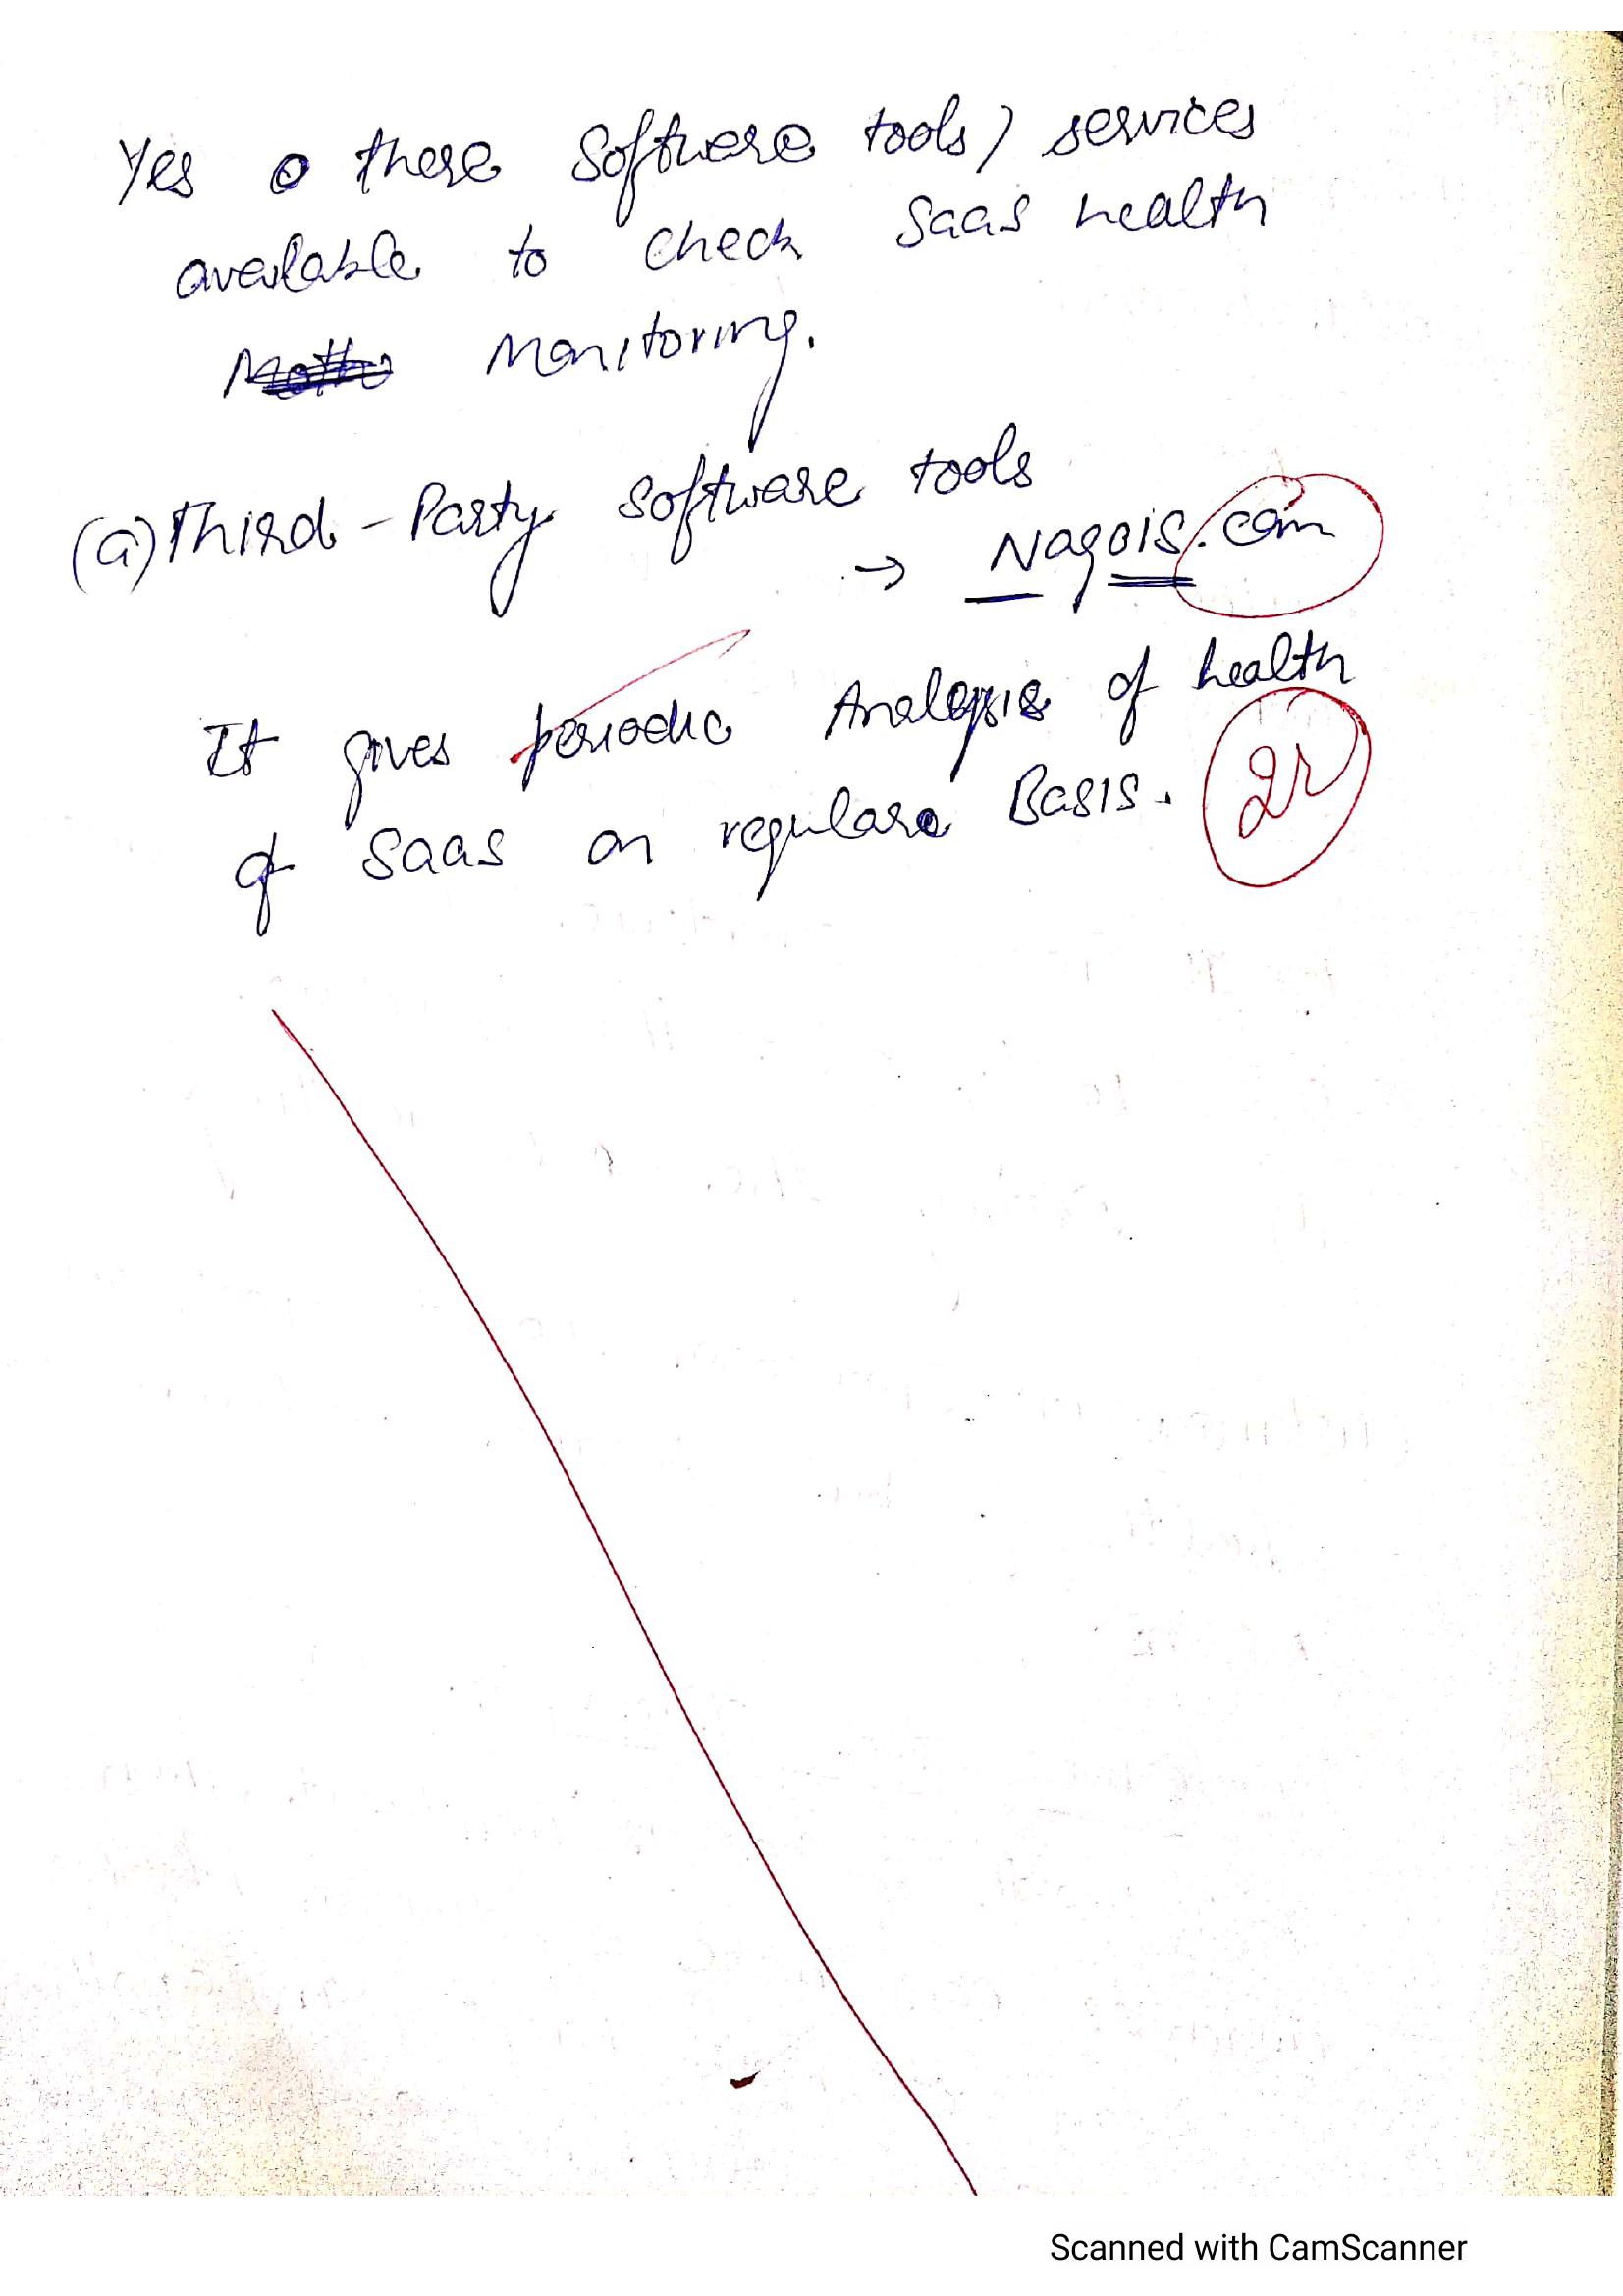 Yes there Software tools / services
available to check SaaS health
Monitoring.
(a) Third-Party software tools
→ Nagois.com
It gives periodic Analysis of health
of SaaS on regular Basis.
Scanned with CamScanner